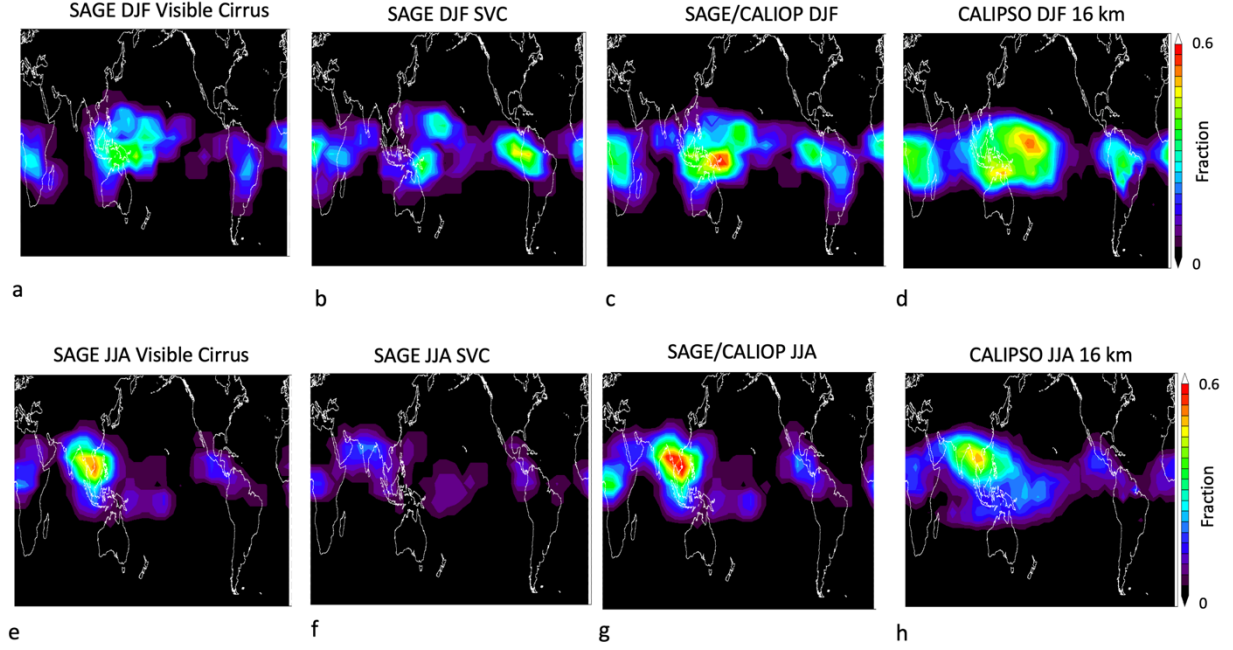 SAGE DJF Visible Cirrus
SAGE DJF SVC
SAGE/CALIOP DJF
CALIPSO DJF 16 km
0.6
Fraction
0
a
b
c
d
SAGE JJA Visible Cirrus
SAGE JJA SVC
SAGE/CALIOP JJA
CALIPSO JJA 16 km
0.6
Fraction
0
e
f
g
h